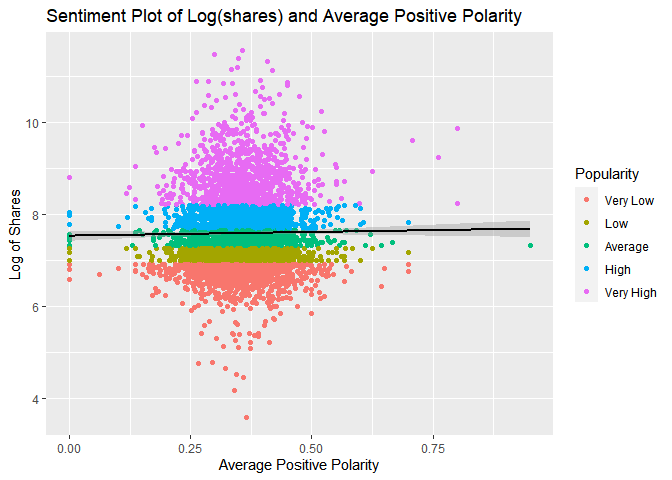 Sentiment Plot of Log(shares) and Average Positive Polarity
Log of Shares
10
8
6
4
0.00
0.25
0.50
0.75
Average Positive Polarity
Popularity
Very Low
Low
Average
High
Very High